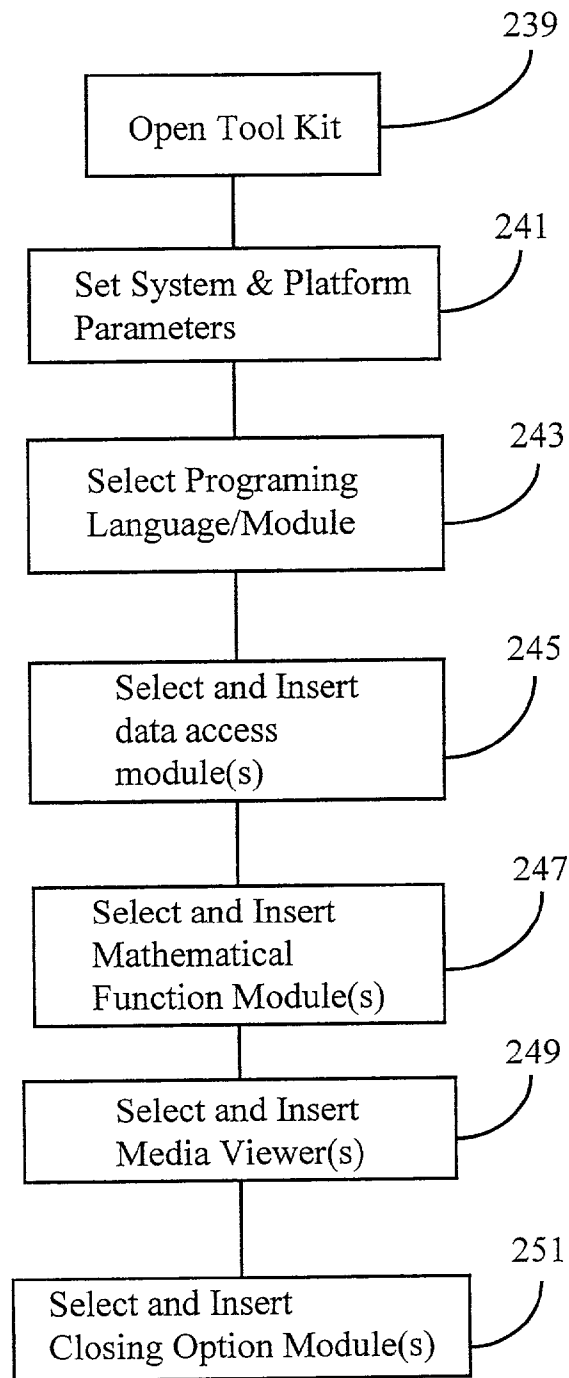 239
Open Tool Kit
241
Set System & Platform
Parameters
243
Select Programing
Language/Module
245
Select and Insert
data access
module(s)
247
Select and Insert
Mathematical
Function Module(s)
249
Select and Insert
Media Viewer(s)
251
Select and Insert
Closing Option Module(s)